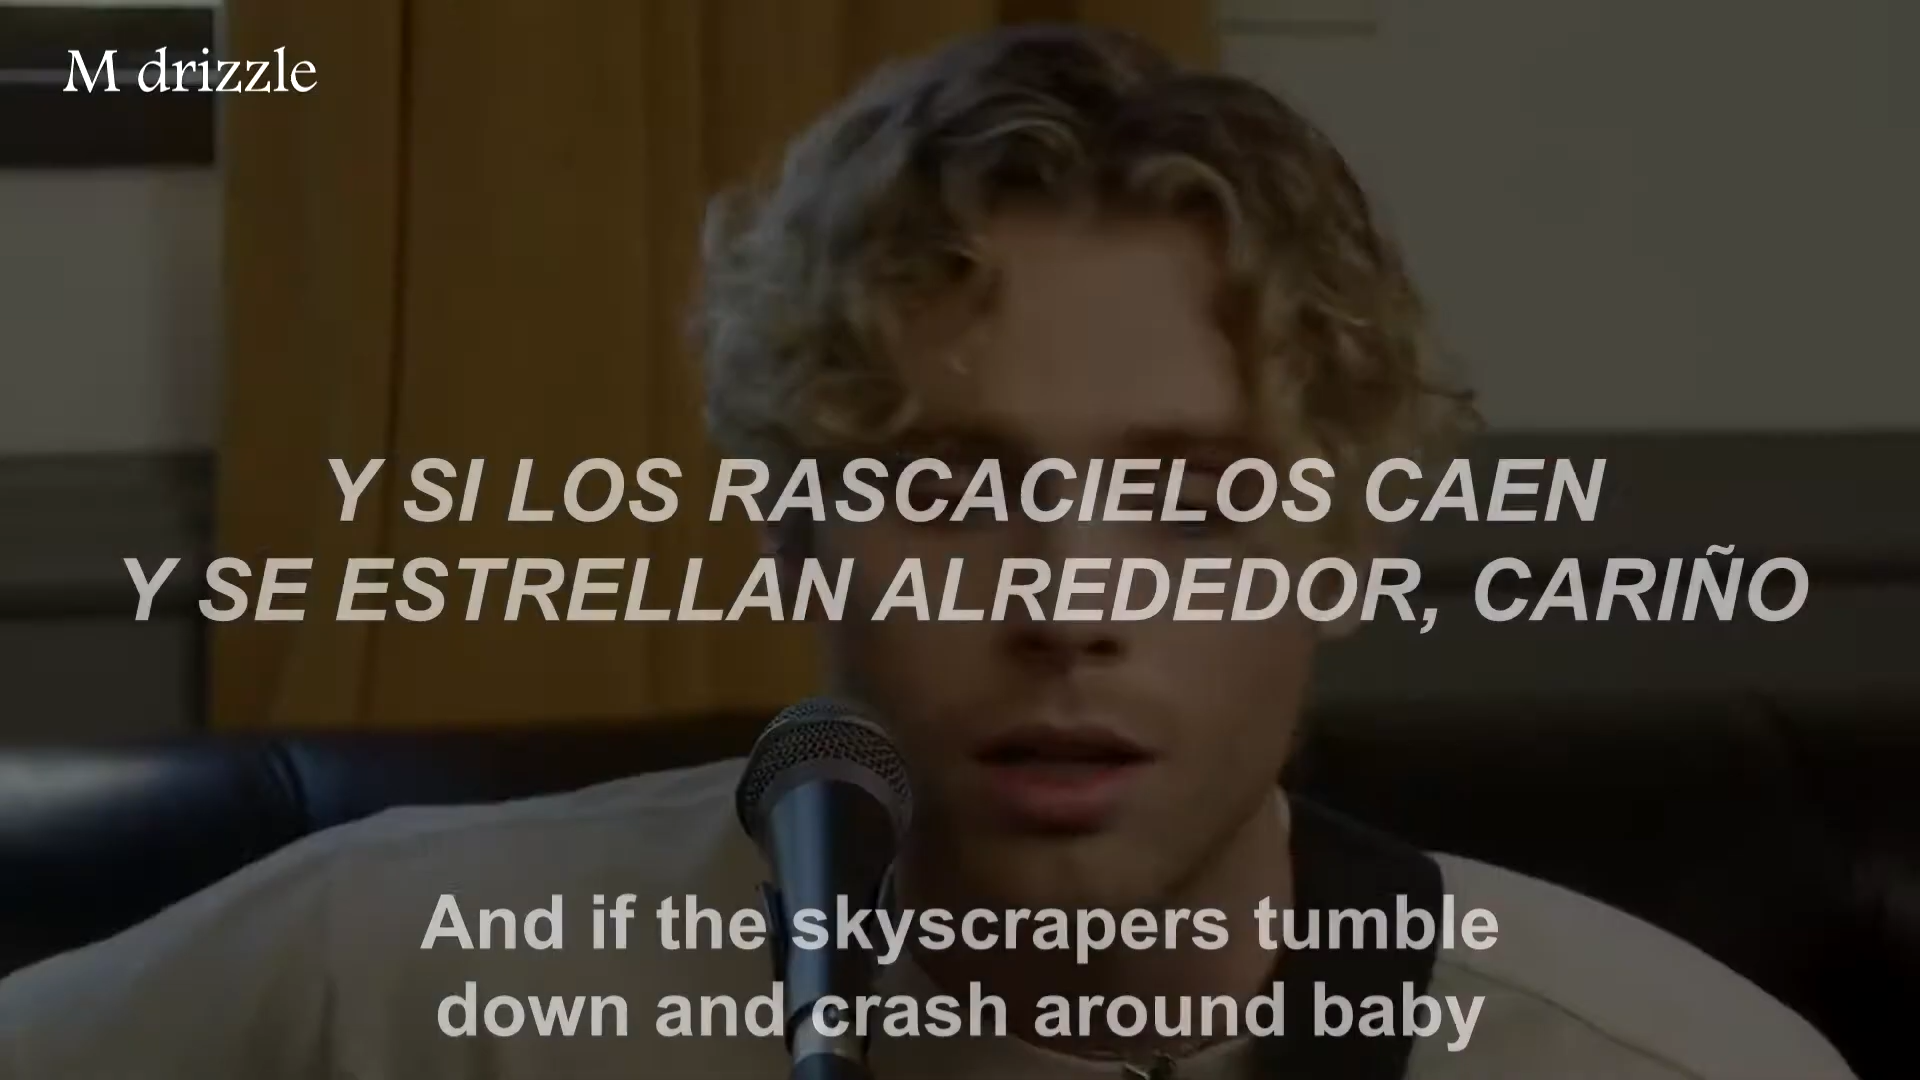 M drizzle
Y SI LOS RASCACIELOS CAEN
Y SE ESTRELLAN ALREDEDOR, CARIÑO
And if the skyscrapers tumble
down and crash around baby